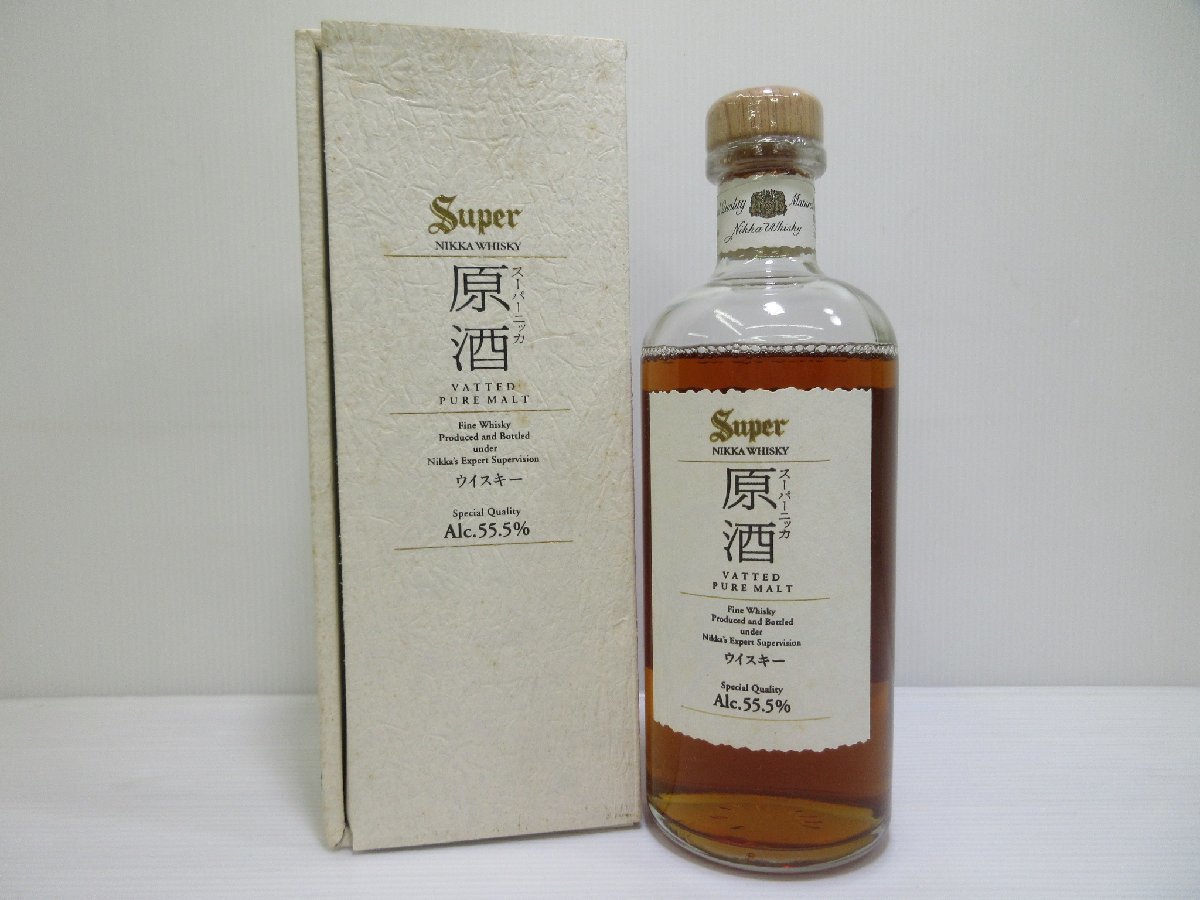 Super
NIKKA WHISKY
原酒
スーパーニッカ
VATTED
PURE MALT
Fine Whisky
Produced and Bottled
under
Nikka's Expert Supervision
ウイスキー
Special Quality
Alc.55.5%
Quality
Nikka Whisky
Super
NIKKA WHISKY
原酒
スーパーニッカ
VATTED
PURE MALT
Fine Whisky
Produced and Bottled
under
Nikka's Expert Supervision
ウイスキー
Special Quality
Alc.55.5%